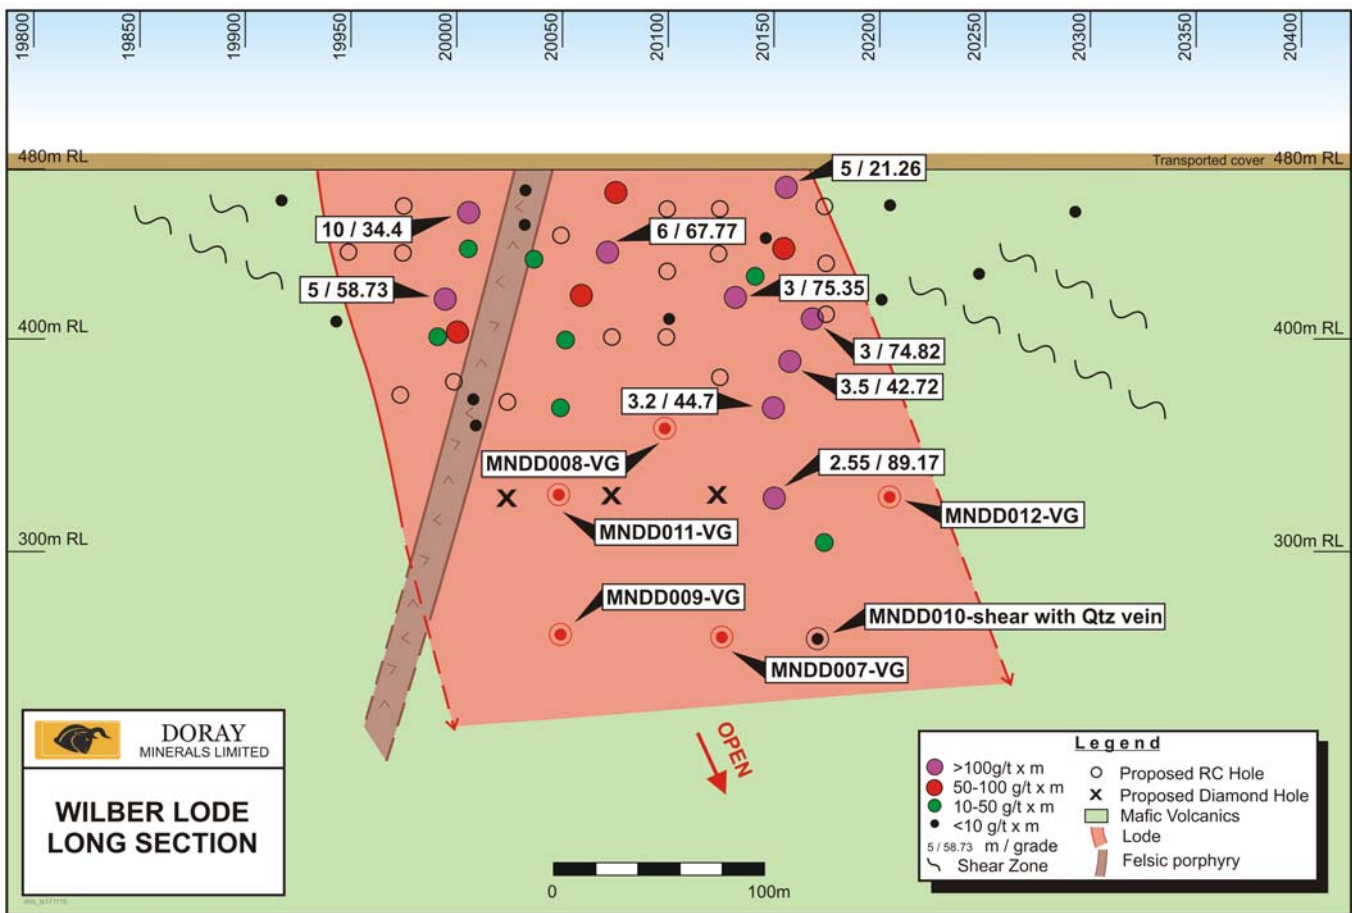 19800 19850 19900 19950 20000 20050 20100 20150 20200 20250 20300 20350 20400
480m RL
Transported cover 480m RL
5 / 21.26
10 / 34.4
6 / 67.77
5 / 58.73
3 / 75.35
400m RL
400m RL
3 / 74.82
3.5 / 42.72
3.2 / 44.7
MNDD008-VG
2.55 / 89.17
MNDD011-VG
MNDD012-VG
300m RL
300m RL
MNDD009-VG
MNDD010-shear with Qtz vein
MNDD007-VG
OPEN
DORAY
MINERALS LIMITED
WILBER LODE
LONG SECTION
0 100m
Legend
>100g/t x m
50-100 g/t x m
10-50 g/t x m
<10 g/t x m
5 / 58.73 m / grade
Shear Zone
Proposed RC Hole
X Proposed Diamond Hole
Mafic Volcanics
Lode
Felsic porphyry